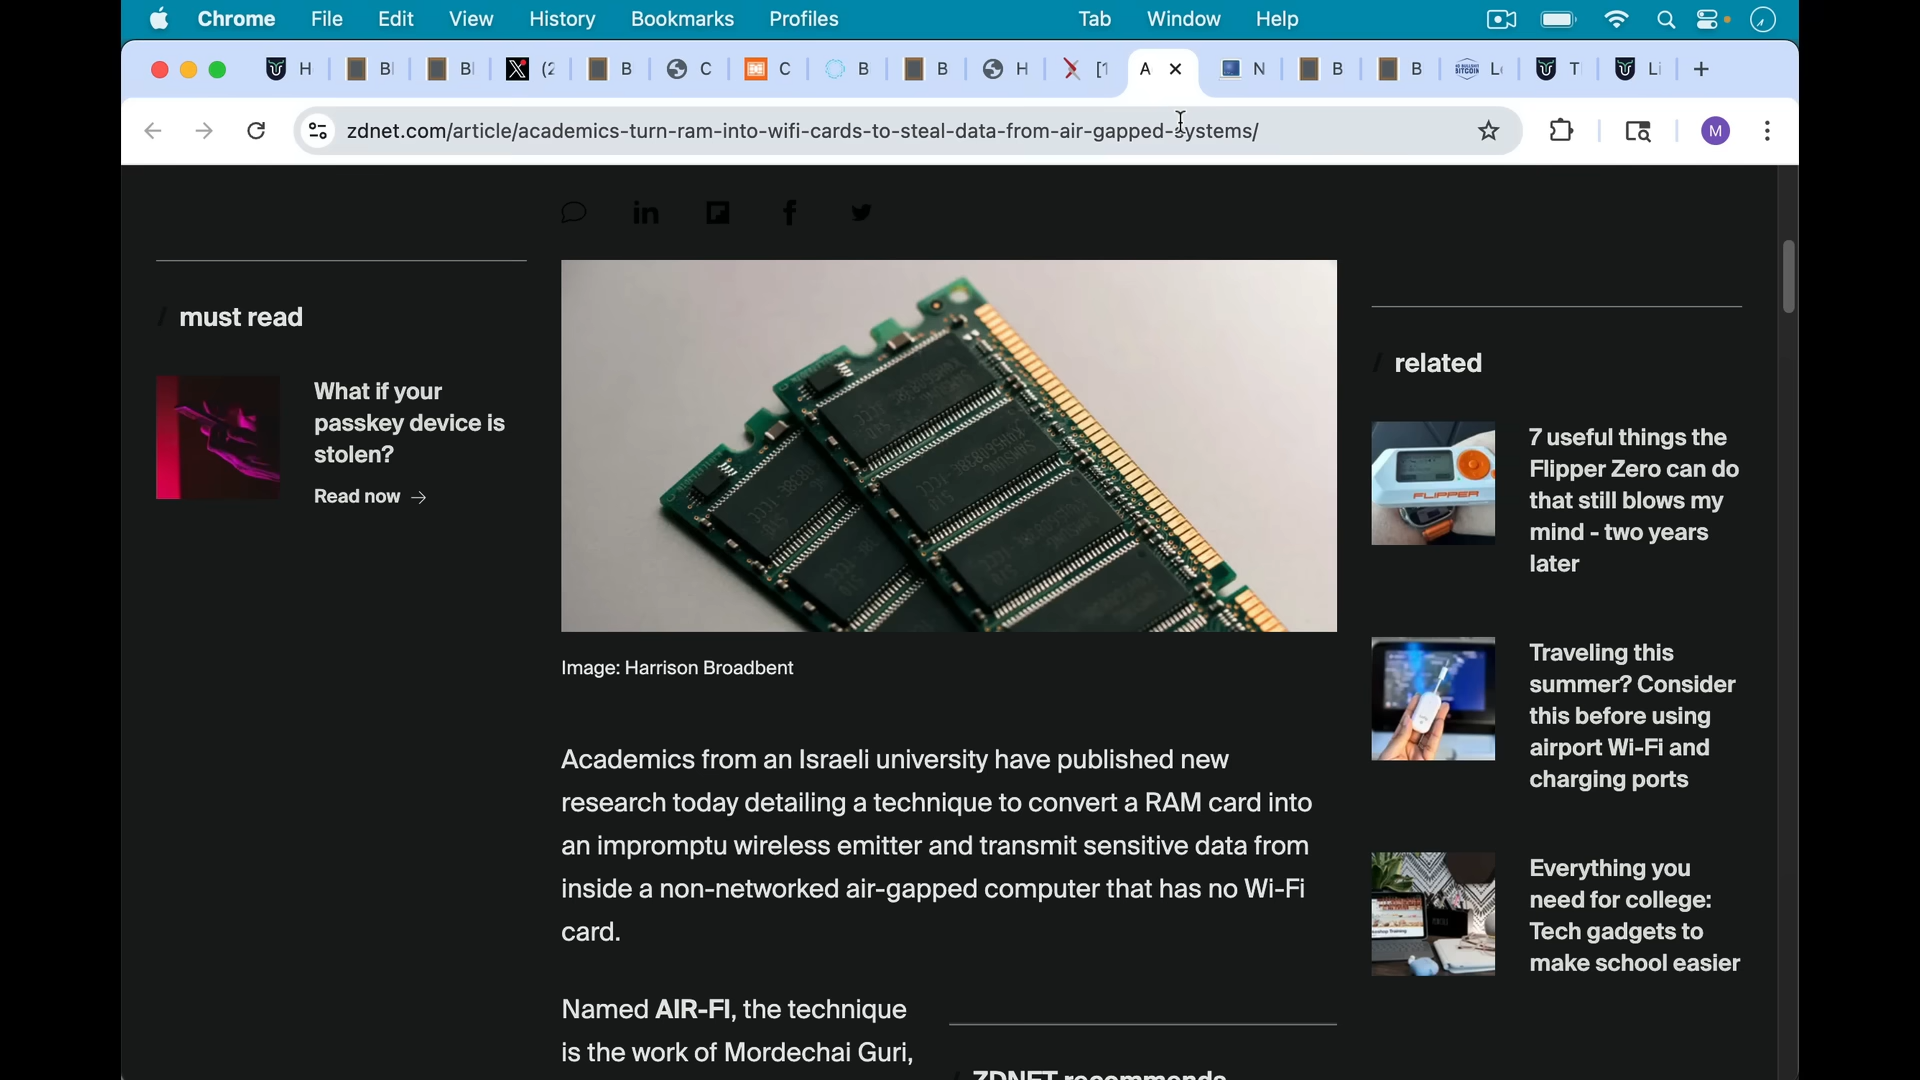 Chrome File Edit View History Bookmarks Profiles Tab Window Help
H Bl Bl (2 B C C B B H [1 A N B B L T Li
zdnet.com/article/academics-turn-ram-into-wifi-cards-to-steal-data-from-air-gapped-systems/
M
/ must read
What if your
passkey device is
stolen?
Read now →
Image: Harrison Broadbent
Academics from an Israeli university have published new
research today detailing a technique to convert a RAM card into
an impromptu wireless emitter and transmit sensitive data from
inside a non-networked air-gapped computer that has no Wi-Fi
card.
Named AIR-FI, the technique
is the work of Mordechai Guri,
/ ZDNET recommends
/ related
FLIPPER
7 useful things the
Flipper Zero can do
that still blows my
mind - two years
later
Traveling this
summer? Consider
this before using
airport Wi-Fi and
charging ports
Everything you
need for college:
Tech gadgets to
make school easier